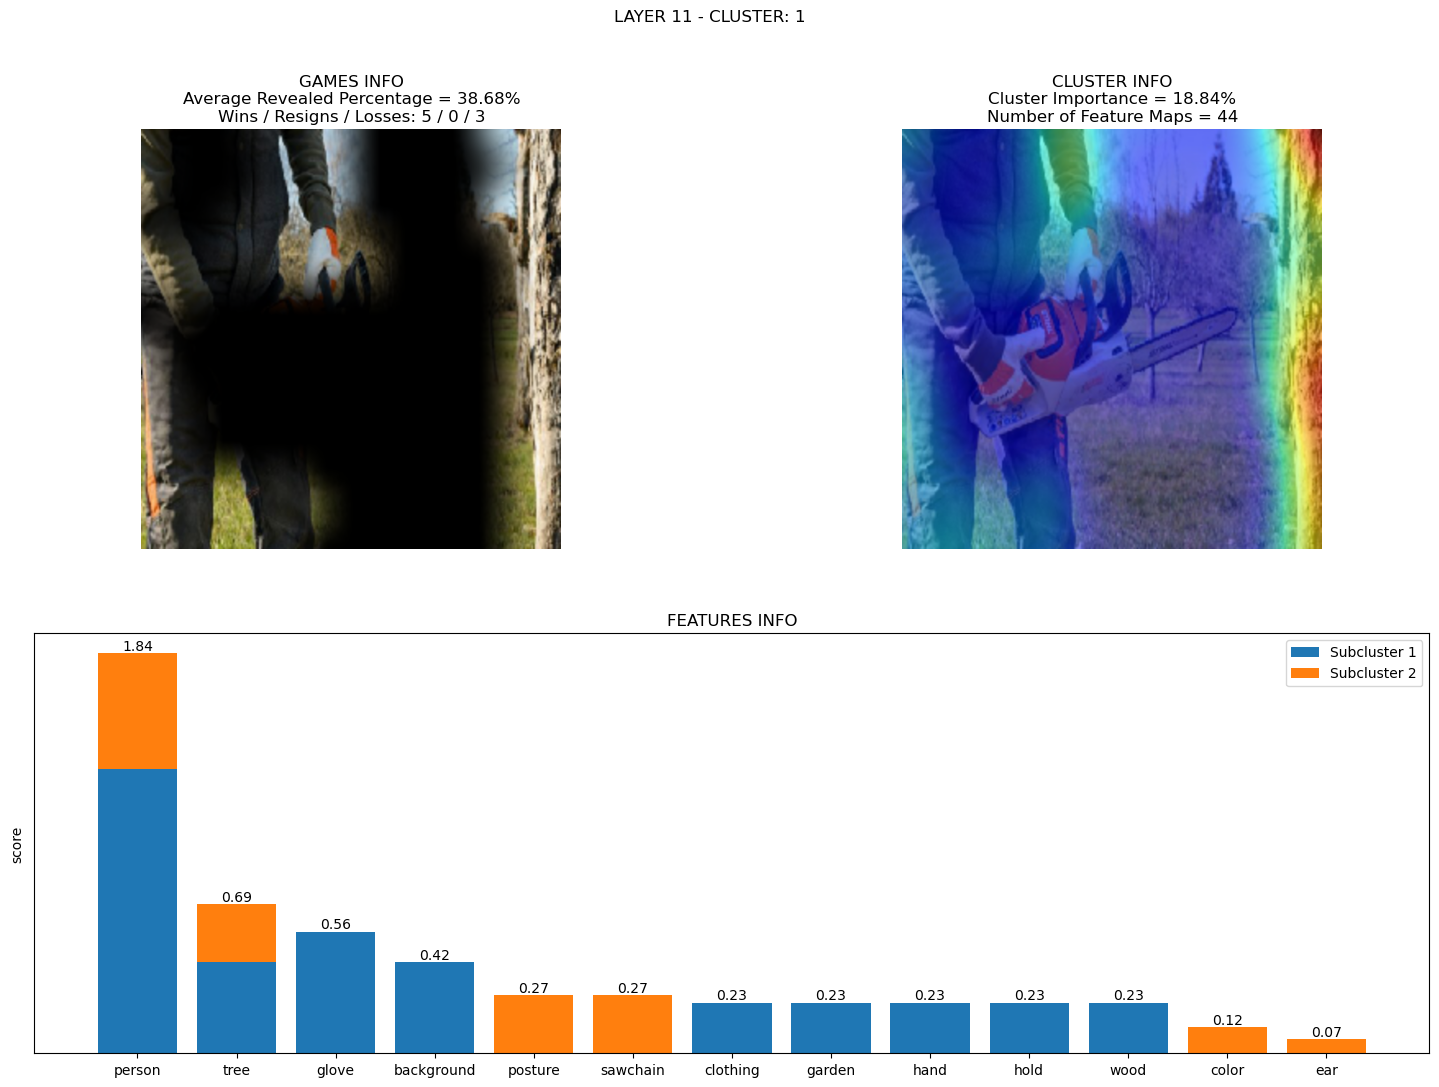 LAYER 11 - CLUSTER: 1
GAMES INFO
Average Revealed Percentage = 38.68%
Wins / Resigns / Losses: 5 / 0 / 3
CLUSTER INFO
Cluster Importance = 18.84%
Number of Feature Maps = 44
FEATURES INFO
score
1.84
0.69
0.56
0.42
0.27
0.27
0.23
0.23
0.23
0.23
0.23
0.12
0.07
Subcluster 1
Subcluster 2
person
tree
glove
background
posture
sawchain
clothing
garden
hand
hold
wood
color
ear